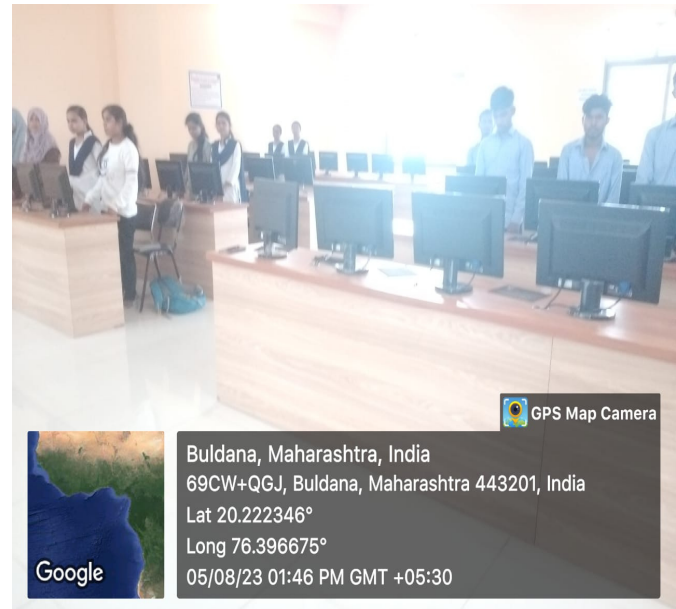 GPS Map Camera
Buldana, Maharashtra, India
69CW+QGJ, Buldana, Maharashtra 443201, India
Lat 20.222346°
Long 76.396675°
05/08/23 01:46 PM GMT +05:30
Google